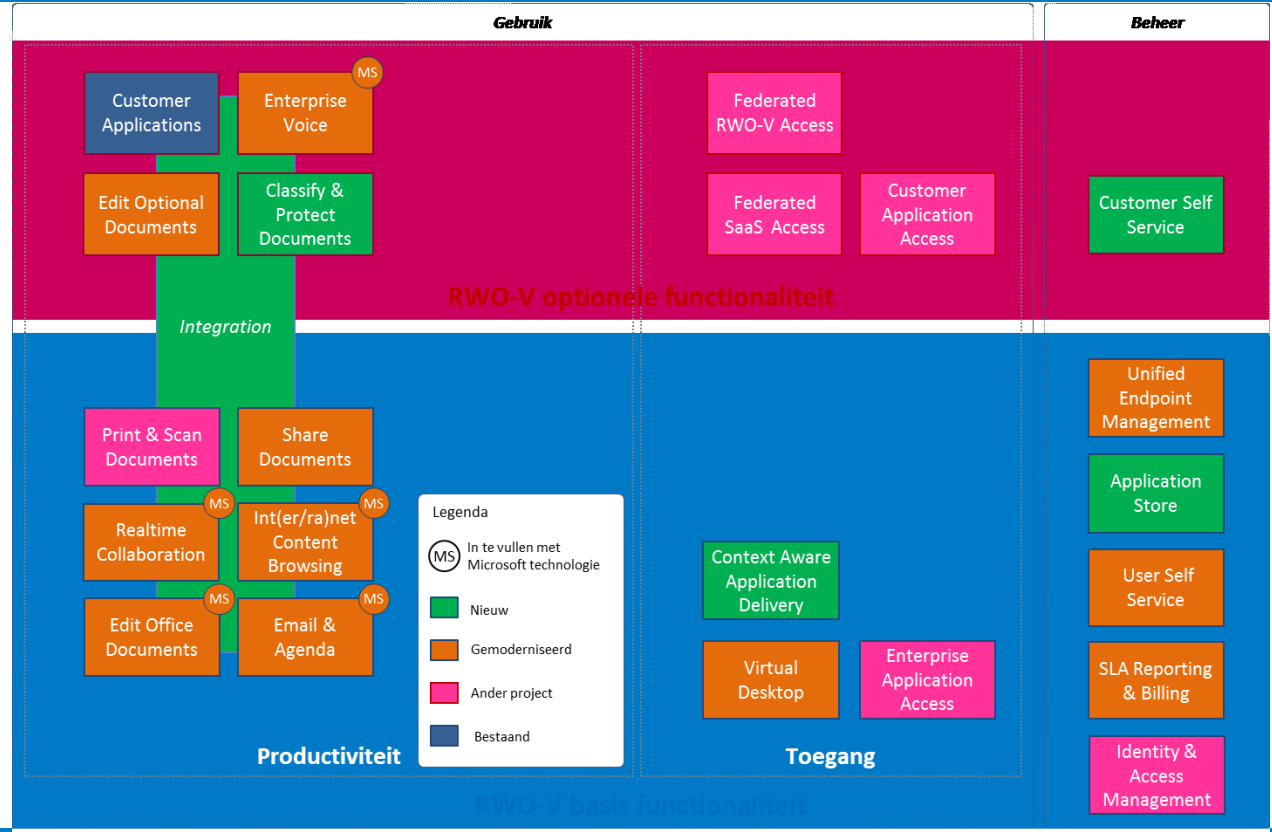 Gebruik
Beheer
MS
Customer
Applications
Enterprise
Voice
Federated
RWO-V Access
Edit Optional
Documents
Classify &
Protect
Documents
Federated
SaaS Access
Customer
Application
Access
Customer Self
Service
RWO-V optionele functionaliteit
Integration
Unified
Endpoint
Management
Print & Scan
Documents
Share
Documents
Application
Store
MS
Realtime
Collaboration
MS
Int(er/ra)net
Content
Browsing
Legenda
MS
In te vullen met
Microsoft technologie
Nieuw
Gemoderniseerd
Ander project
Bestaand
Context Aware
Application
Delivery
User Self
Service
MS
Edit Office
Documents
MS
Email &
Agenda
Virtual
Desktop
Enterprise
Application
Access
SLA Reporting
& Billing
Productiviteit
Toegang
Identity &
Access
Management
RWO-V basis functionaliteit